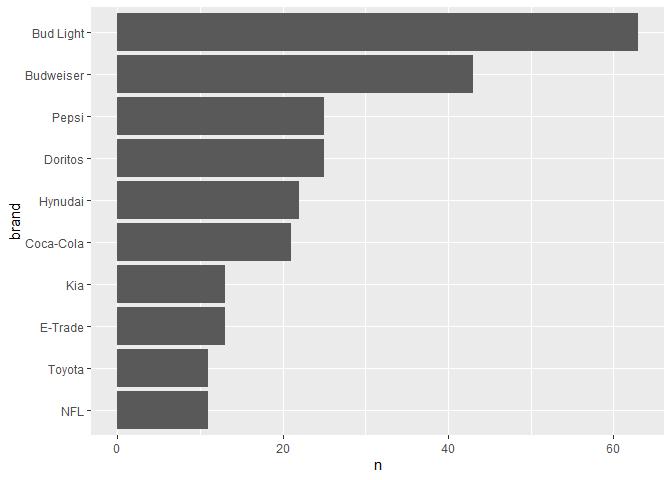 Bud Light
Budweiser
Pepsi
Doritos
Hynudai
Coca-Cola
Kia
E-Trade
Toyota
NFL
brand
0 20 40 60
n